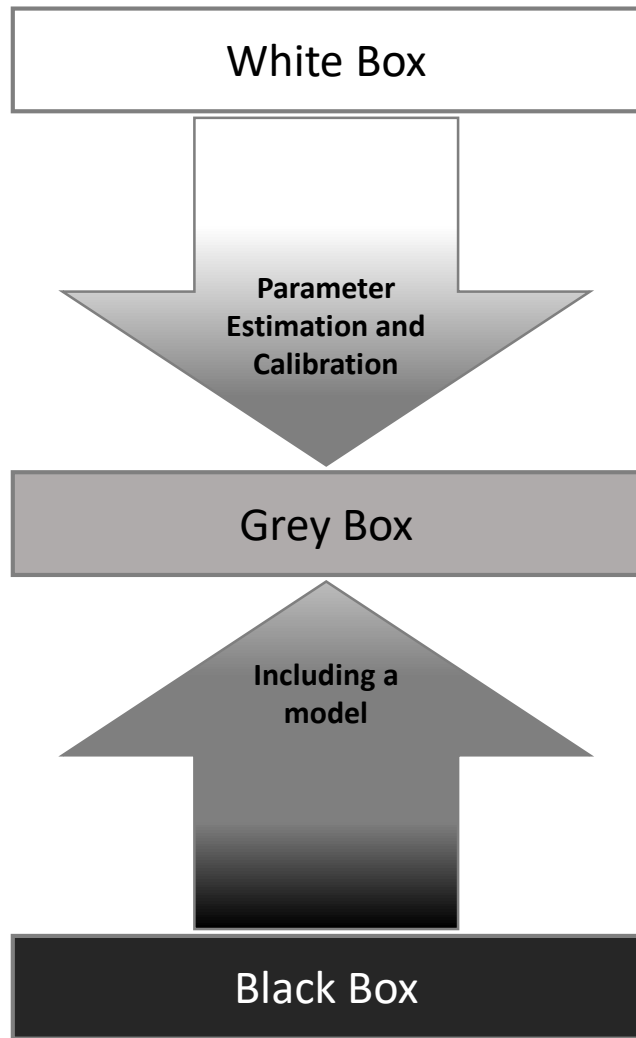 White Box
Parameter
Estimation and
Calibration
Grey Box
Including a
model
Black Box